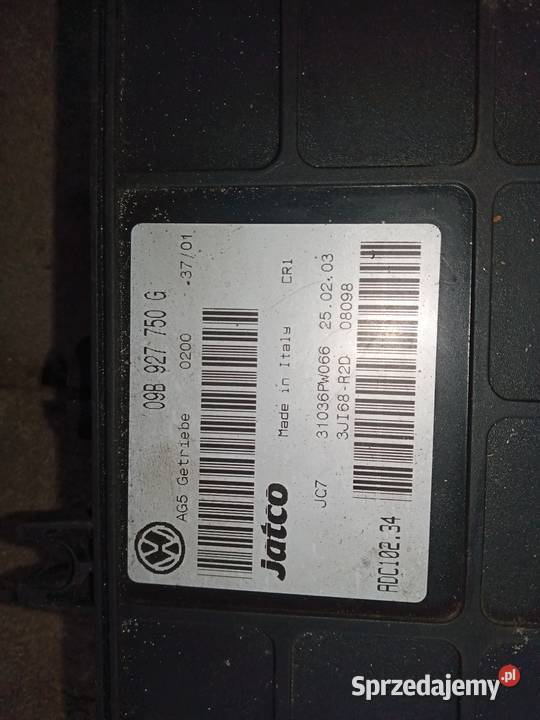 09B 927 750 G
AG5 Getriebe 0200 -.37/01
Made in Italy CR1
jatco
JC7 31036PW066 25.02.03
3JI68-R2D 08098
ADC102.34
Sprzedajemy.pl